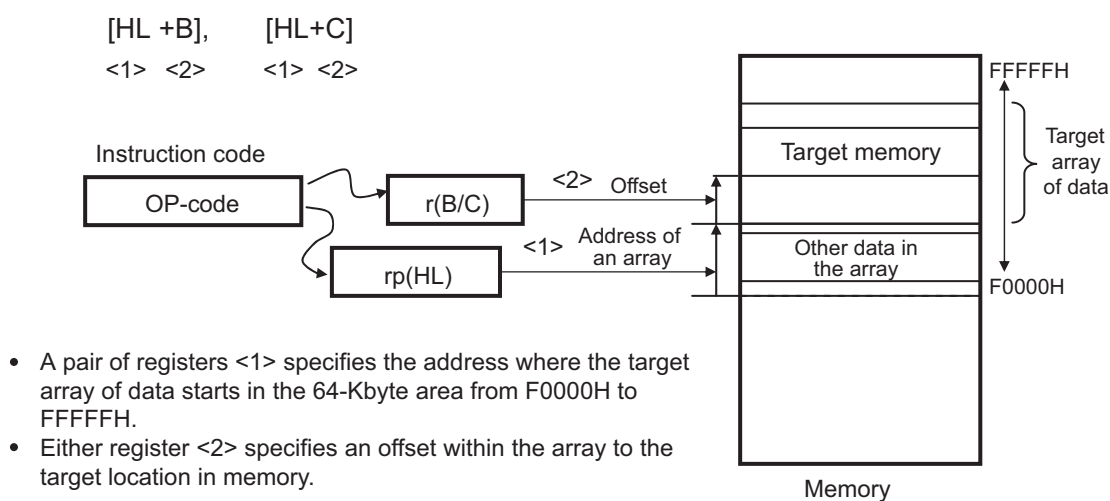 [HL +B], [HL+C]
<1> <2> <1> <2>
FFFFFH
Target
array
of data
Instruction code
Target memory
OP-code
r(B/C)
<2> Offset
<1> Address of
an array
rp(HL)
Other data in
the array
F0000H
• A pair of registers <1> specifies the address where the target
array of data starts in the 64-Kbyte area from F0000H to
FFFFFH.
• Either register <2> specifies an offset within the array to the
target location in memory.
Memory